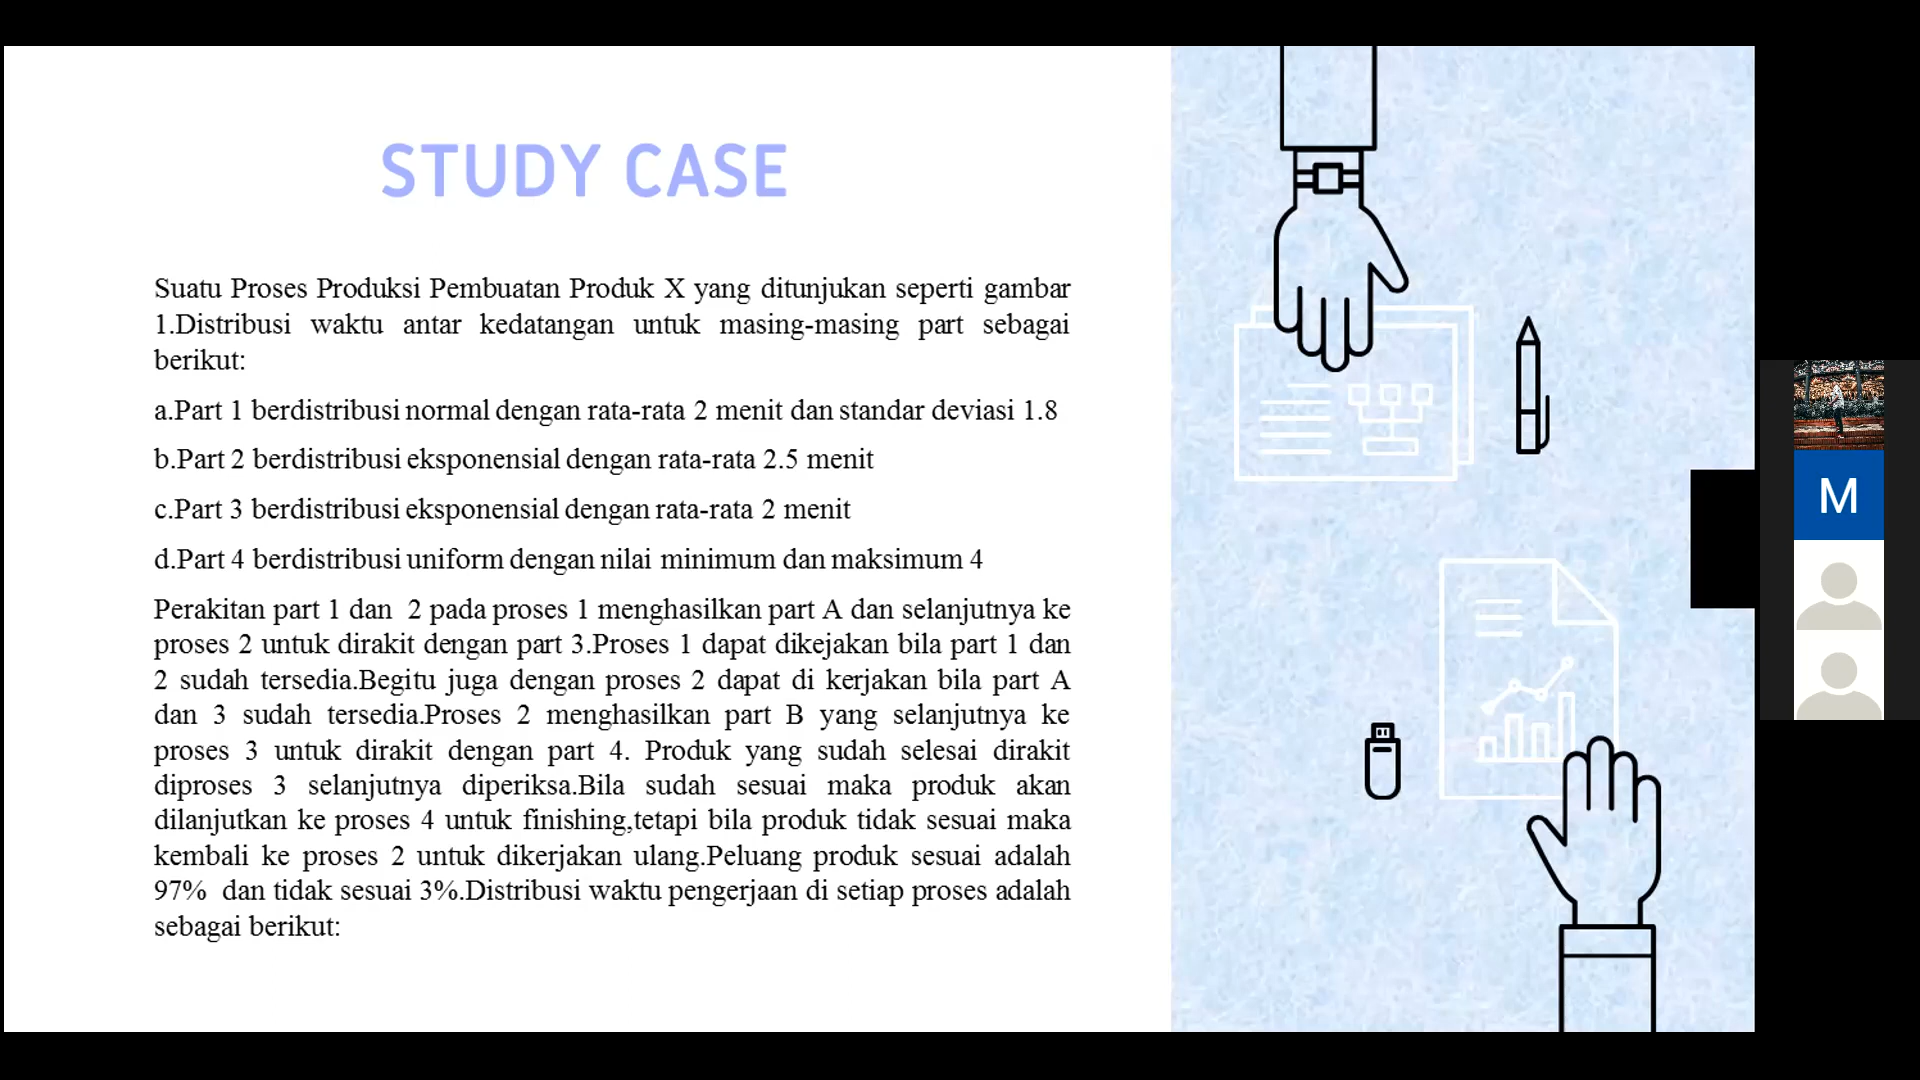 STUDY CASE
Suatu Proses Produksi Pembuatan Produk X yang ditunjukan seperti gambar
1.Distribusi waktu antar kedatangan untuk masing-masing part sebagai
berikut:
a.Part 1 berdistribusi normal dengan rata-rata 2 menit dan standar deviasi 1.8
b.Part 2 berdistribusi eksponensial dengan rata-rata 2.5 menit
c.Part 3 berdistribusi eksponensial dengan rata-rata 2 menit
d.Part 4 berdistribusi uniform dengan nilai minimum dan maksimum 4
Perakitan part 1 dan 2 pada proses 1 menghasilkan part A dan selanjutnya ke
proses 2 untuk dirakit dengan part 3.Proses 1 dapat dikejakan bila part 1 dan
2 sudah tersedia.Begitu juga dengan proses 2 dapat di kerjakan bila part A
dan 3 sudah tersedia.Proses 2 menghasilkan part B yang selanjutnya ke
proses 3 untuk dirakit dengan part 4. Produk yang sudah selesai dirakit
diproses 3 selanjutnya diperiksa.Bila sudah sesuai maka produk akan
dilanjutkan ke proses 4 untuk finishing,tetapi bila produk tidak sesuai maka
kembali ke proses 2 untuk dikerjakan ulang.Peluang produk sesuai adalah
97% dan tidak sesuai 3%.Distribusi waktu pengerjaan di setiap proses adalah
sebagai berikut:
M